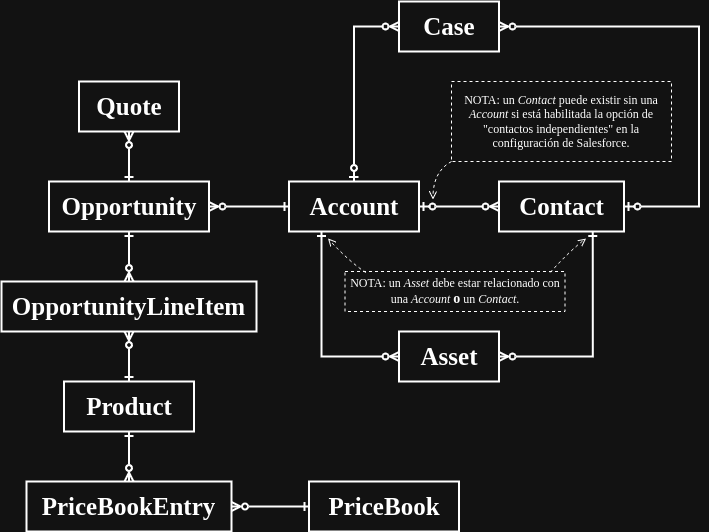 Case
NOTA: un Contact puede existir sin una
Account si está habilitada la opción de
"contactos independientes" en la
configuración de Salesforce.
Quote
Opportunity
Account
Contact
NOTA: un Asset debe estar relacionado con
una Account o un Contact.
OpportunityLineItem
Asset
Product
PriceBookEntry
PriceBook